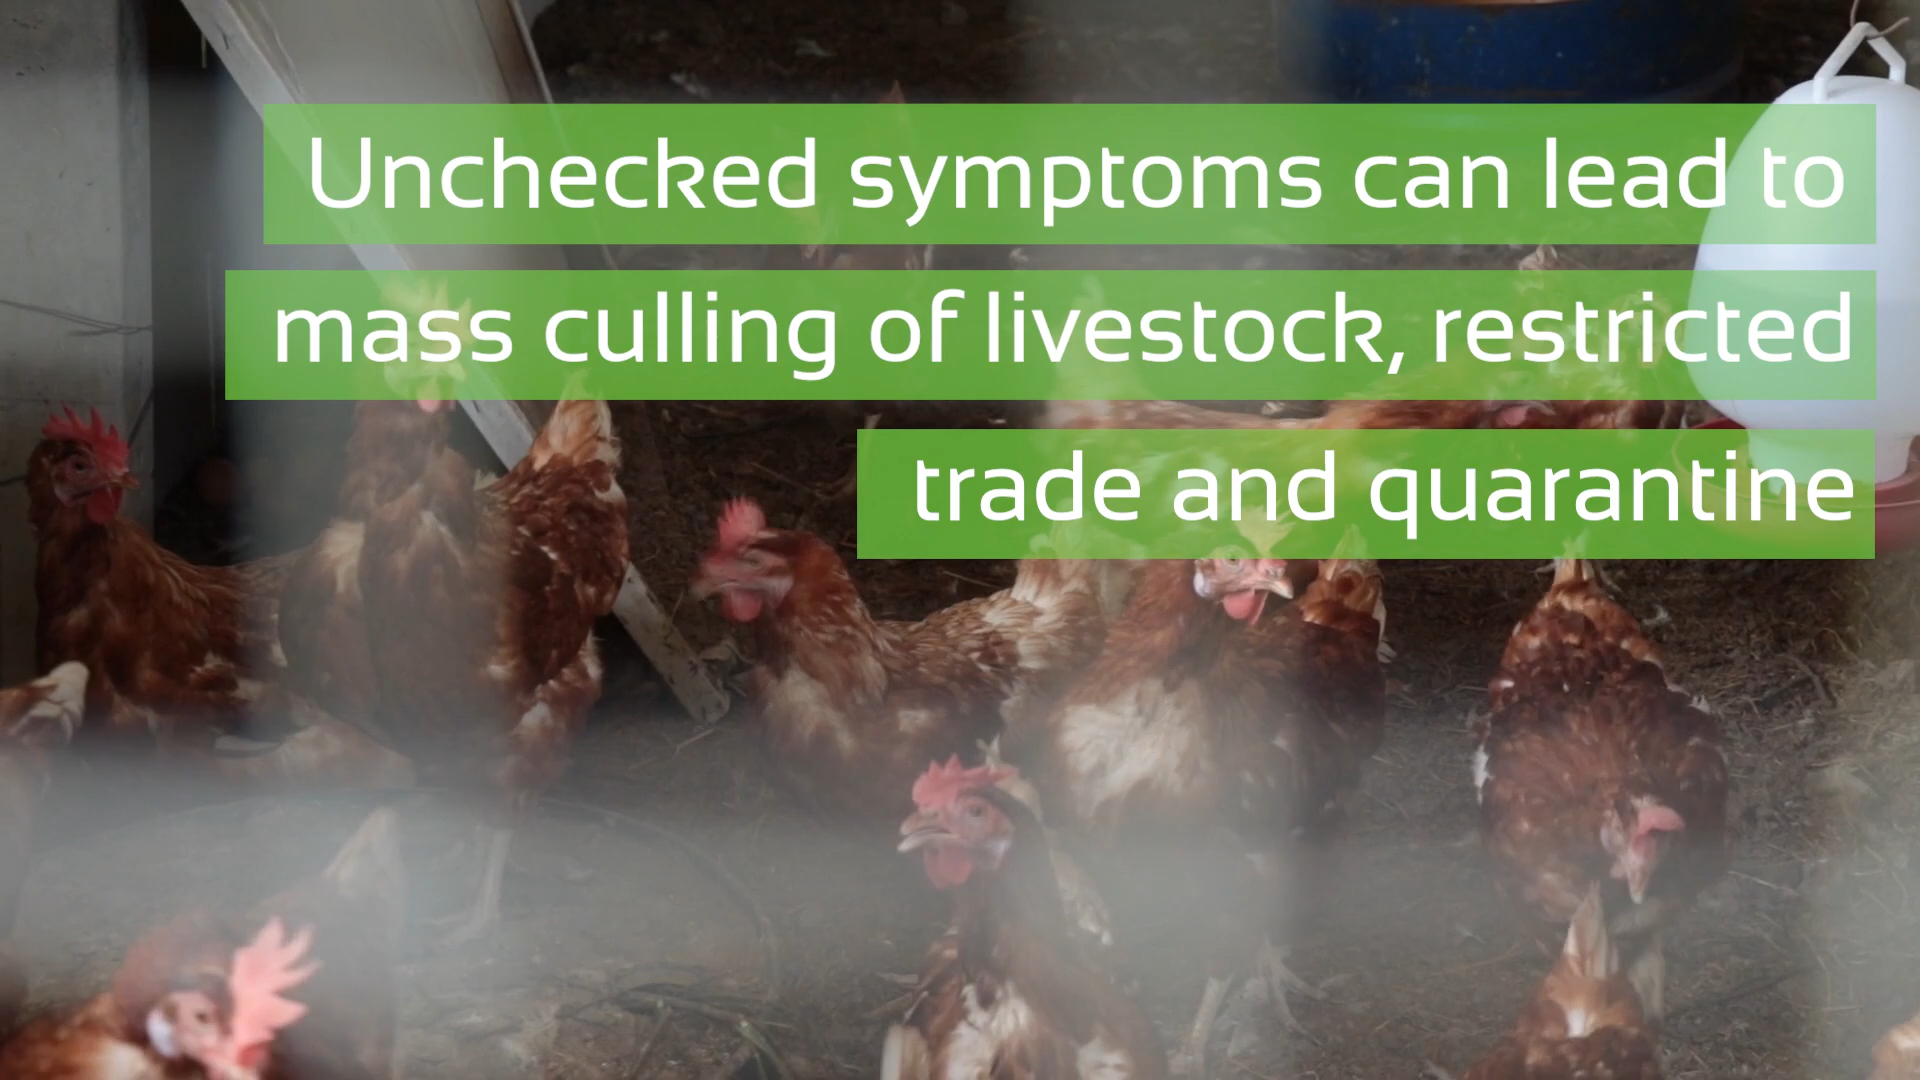 Unchecked symptoms can lead to
mass culling of livestock, restricted
trade and quarantine